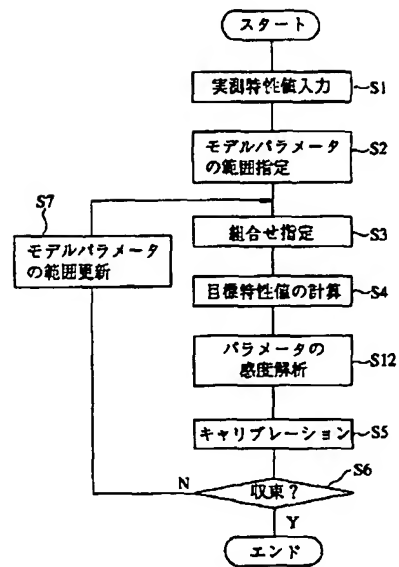 スタート
実測特性値入力
S1
モデルパラメータ
の範囲指定
S2
S7
モデルパラメータ
の範囲更新
組合せ指定
S3
目標特性値の計算
S4
パラメータの
感度解析
S12
キャリブレーション
S5
収束？
S6
N
Y
エンド